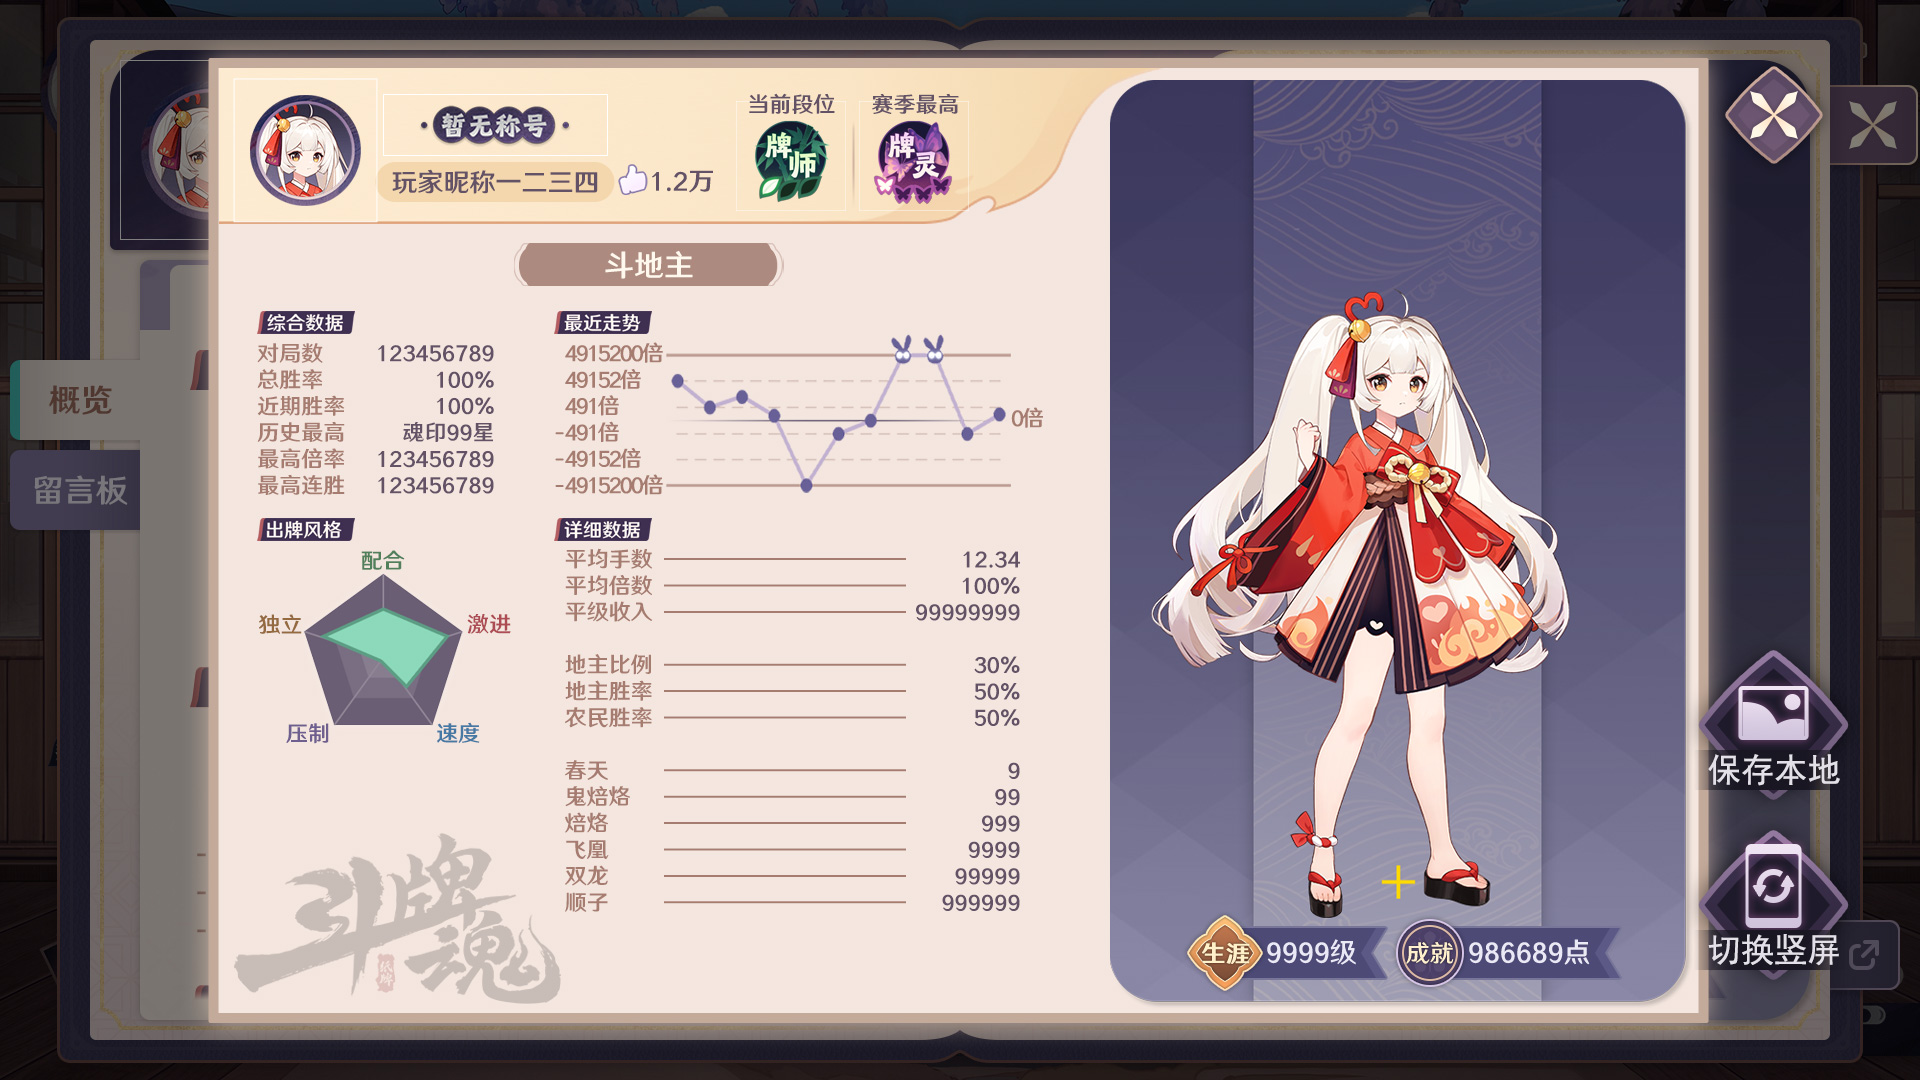 暂无称号
玩家昵称一二三四
1.2万
当前段位
牌师
赛季最高
牌灵
斗地主
综合数据
对局数 123456789
总胜率 100%
近期胜率 100%
历史最高 魂印99星
最高倍率 123456789
最高连胜 123456789
最近走势
4915200倍
49152倍
491倍
0倍
-491倍
-49152倍
-4915200倍
出牌风格
配合
独立
激进
压制
速度
详细数据
平均手数 12.34
平均倍数 100%
平级收入 99999999
地主比例 30%
地主胜率 50%
农民胜率 50%
春天 9
鬼焙烙 99
焙烙 999
飞凰 9999
双龙 99999
顺子 999999
斗牌魂
纸牌
概览
留言板
生涯 9999级
成就 986689点
保存本地
切换竖屏